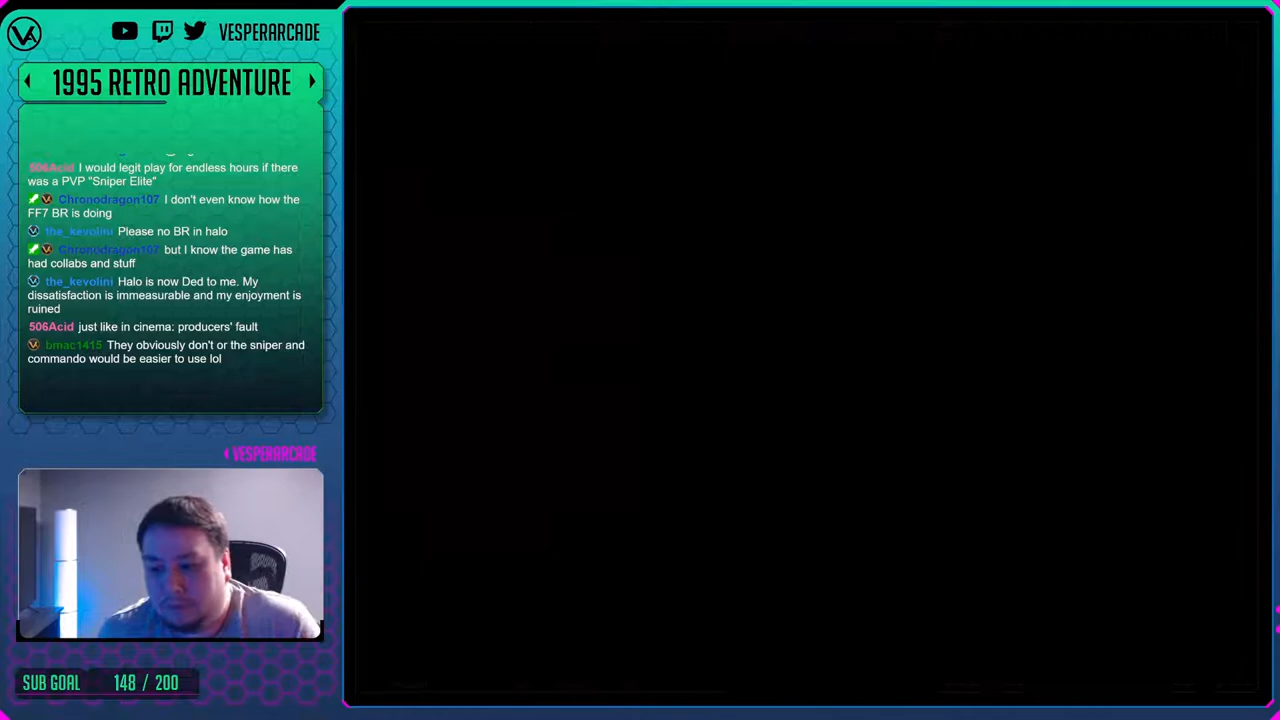 VA
VESPERARCADE
1995 RETRO ADVENTURE
506Acid I would legit play for endless hours if there
was a PVP "Sniper Elite"
Chronodragon107 I don't even know how the
FF7 BR is doing
the_kevolini Please no BR in halo
Chronodragon107 but I know the game has
had collabs and stuff
the_kevolini Halo is now Ded to me. My
dissatisfaction is immeasurable and my enjoyment is
ruined
506Acid just like in cinema: producers' fault
bmac1415 They obviously don't or the sniper and
commando would be easier to use lol
VESPERARCADE
SUB GOAL 148 / 200